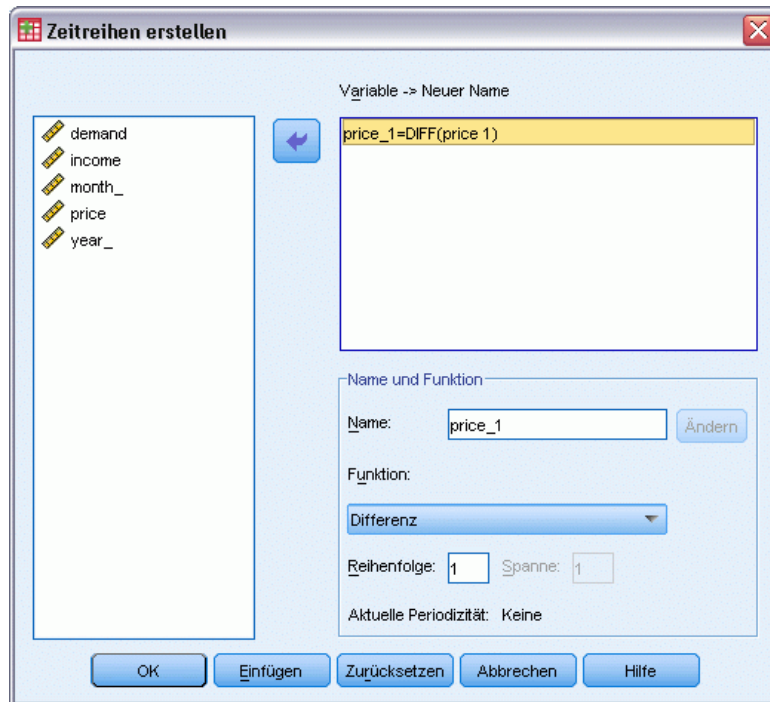 Zeitreihen erstellen
Variable -> Neuer Name
demand
income
month_
price
year_
price_1=DIFF(price 1)
Name und Funktion
Name: price_1 Ändern
Funktion:
Differenz
Reihenfolge: 1 Spanne: 1
Aktuelle Periodizität: Keine
OK Einfügen Zurücksetzen Abbrechen Hilfe